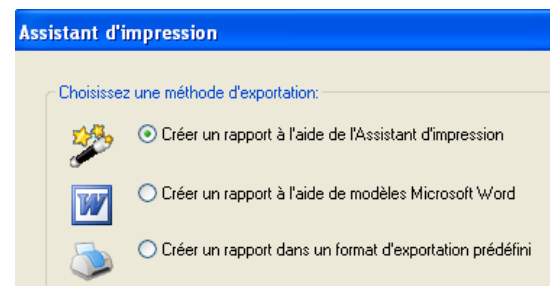 Assistant d'impression
Choisissez une méthode d'exportation:
Créer un rapport à l'aide de l'Assistant d'impression
W
Créer un rapport à l'aide de modèles Microsoft Word
Créer un rapport dans un format d'exportation prédéfini